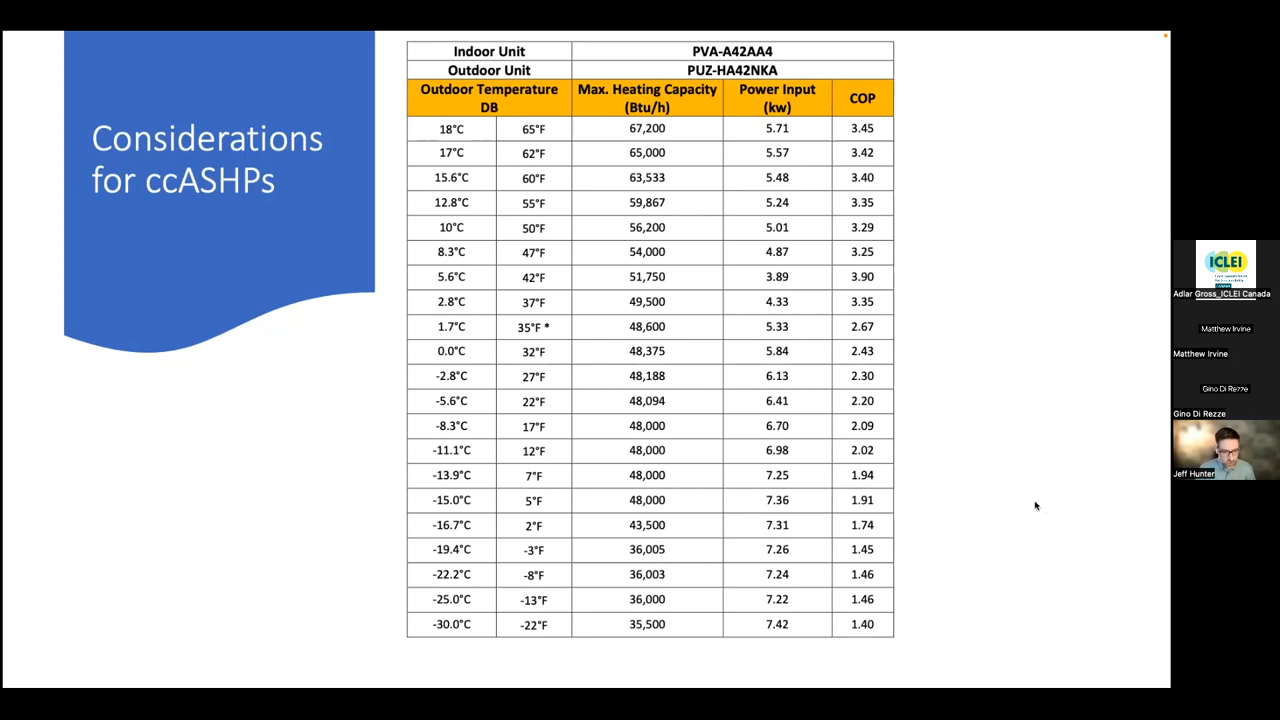 Considerations
for ccASHPs
Indoor Unit PVA-A42AA4
Outdoor Unit PUZ-HA42NKA
Outdoor Temperature DB Max. Heating Capacity (Btu/h) Power Input (kw) COP
18°C 65°F 67,200 5.71 3.45
17°C 62°F 65,000 5.57 3.42
15.6°C 60°F 63,533 5.48 3.40
12.8°C 55°F 59,867 5.24 3.35
10°C 50°F 56,200 5.01 3.29
8.3°C 47°F 54,000 4.87 3.25
5.6°C 42°F 51,750 3.89 3.90
2.8°C 37°F 49,500 4.33 3.35
1.7°C 35°F * 48,600 5.33 2.67
0.0°C 32°F 48,375 5.84 2.43
-2.8°C 27°F 48,188 6.13 2.30
-5.6°C 22°F 48,094 6.41 2.20
-8.3°C 17°F 48,000 6.70 2.09
-11.1°C 12°F 48,000 6.98 2.02
-13.9°C 7°F 48,000 7.25 1.94
-15.0°C 5°F 48,000 7.36 1.91
-16.7°C 2°F 43,500 7.31 1.74
-19.4°C -3°F 36,005 7.26 1.45
-22.2°C -8°F 36,003 7.24 1.46
-25.0°C -13°F 36,000 7.22 1.46
-30.0°C -22°F 35,500 7.42 1.40
ICLEI
Adlar Gross_ICLEI Canada
Matthew Irvine
Matthew Irvine
Gino Di Rezze
Gino Di Rezze
Jeff Hunter